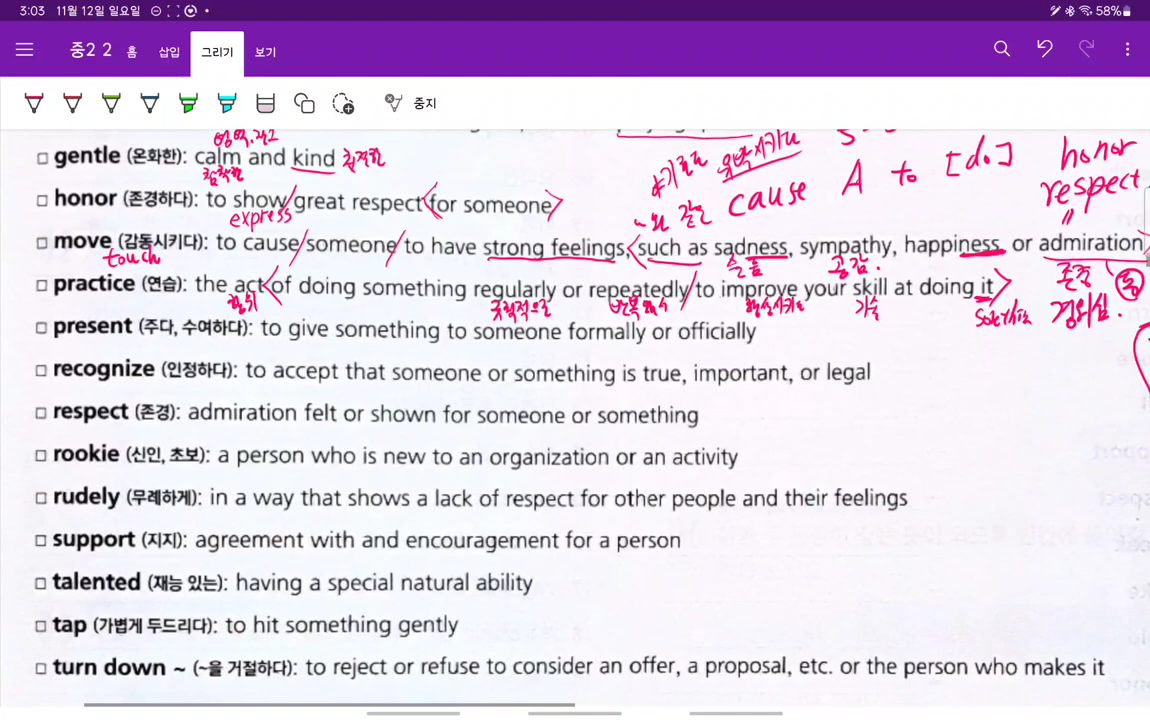 3:03 11월 12일 일요일 58%
중2 2 홈 삽입 그리기 보기
중지
cause A to [do] honor
respect
□ gentle (온화한): calm and kind 친절한
침착한
□ honor (존경하다): to show/great respect <for someone>
express ~와 같은
□ move (감동시키다): to cause/someone/to have strong feelings,<such as sadness, sympathy, happiness, or admiration>
touch 슬픔 공감. 존경
□ practice (연습): the act<of doing something regularly or repeatedly/to improve your skill at doing it>
행위 규칙적으로 기술 경외심.
□ present (주다, 수여하다): to give something to someone formally or officially
□ recognize (인정하다): to accept that someone or something is true, important, or legal
□ respect (존경): admiration felt or shown for someone or something
□ rookie (신인, 초보): a person who is new to an organization or an activity
□ rudely (무례하게): in a way that shows a lack of respect for other people and their feelings
□ support (지지): agreement with and encouragement for a person
□ talented (재능 있는): having a special natural ability
□ tap (가볍게 두드리다): to hit something gently
□ turn down ~ (~을 거절하다): to reject or refuse to consider an offer, a proposal, etc. or the person who makes it